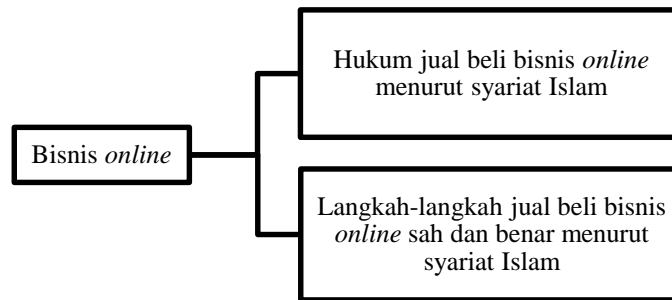 Hukum jual beli bisnis online
menurut syariat Islam
Bisnis online
Langkah-langkah jual beli bisnis
online sah dan benar menurut
syariat Islam